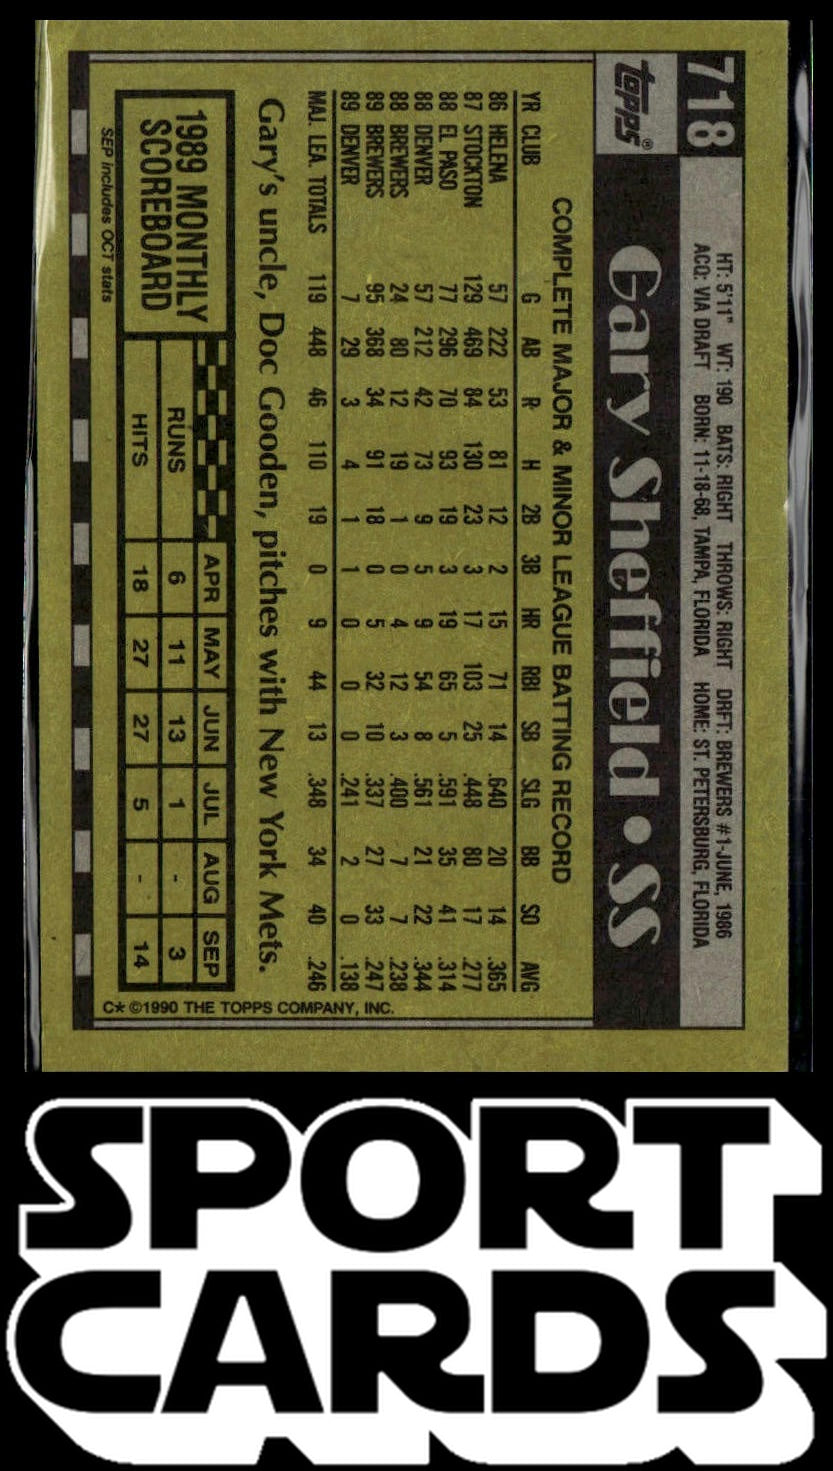 718
topps®
HT: 5'11" WT: 190 BATS: RIGHT THROWS: RIGHT DRFT: BREWERS #1-JUNE, 1986
ACQ: VIA DRAFT BORN: 11-18-68, TAMPA, FLORIDA HOME: ST. PETERSBURG, FLORIDA
Gary Sheffield • SS
COMPLETE MAJOR & MINOR LEAGUE BATTING RECORD
YR CLUB G AB R H 2B 3B HR RBI SB SLG BB SO AVG
86 HELENA 57 222 53 81 12 2 15 71 14 .640 20 14 .365
87 STOCKTON 129 469 84 130 23 3 17 103 25 .448 80 17 .277
88 EL PASO 77 296 70 93 19 3 19 65 5 .591 35 41 .314
88 DENVER 57 212 42 73 9 5 9 54 8 .561 21 22 .344
88 BREWERS 24 80 12 19 1 0 4 12 3 .400 7 7 .238
89 BREWERS 95 368 34 91 18 0 5 32 10 .337 27 33 .247
89 DENVER 7 29 3 4 1 1 0 0 0 .241 2 0 .138
MAJ. LEA. TOTALS 119 448 46 110 19 0 9 44 13 .348 34 40 .246
Gary's uncle, Doc Gooden, pitches with New York Mets.
1989 MONTHLY
SCOREBOARD
APR MAY JUN JUL AUG SEP
RUNS 6 11 13 1 - 3
HITS 18 27 27 5 - 14
SEP includes OCT stats
C* ©1990 THE TOPPS COMPANY, INC.
SPORT
CARDS